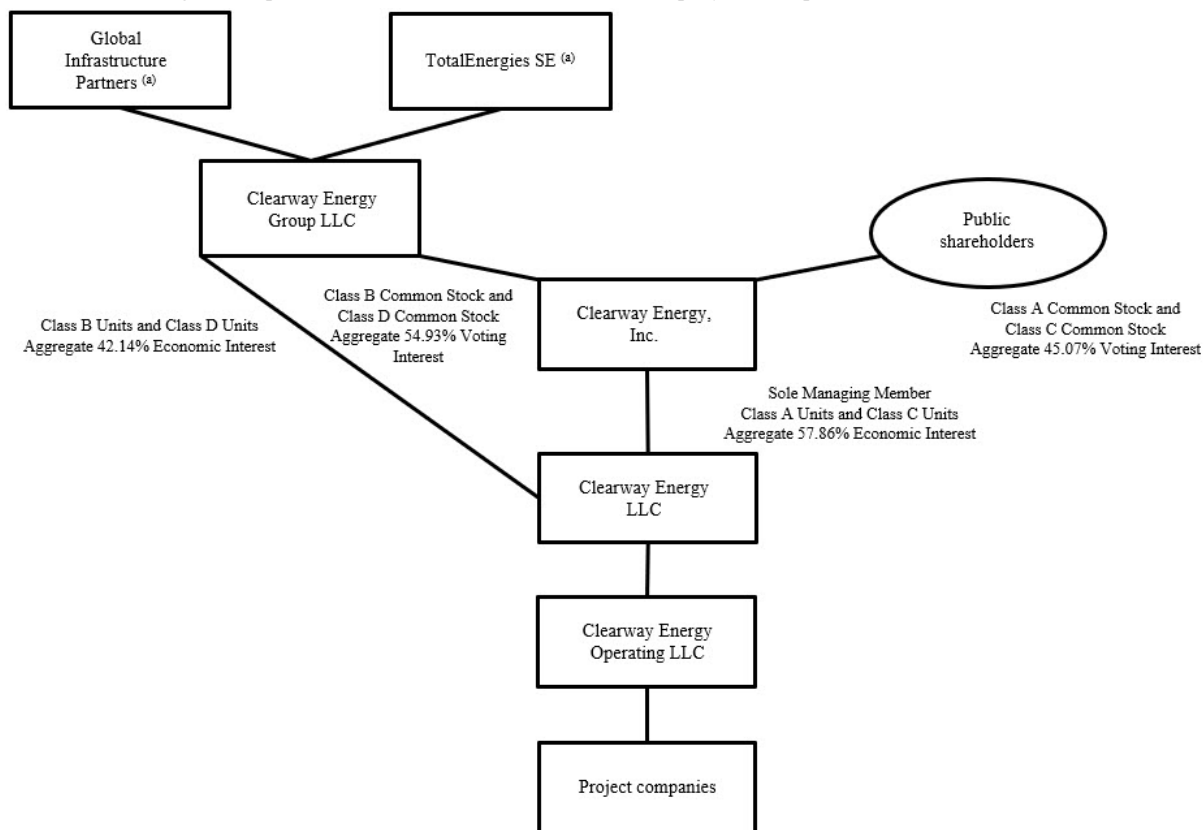 Global
Infrastructure
Partners (a)
TotalEnergies SE (a)
Clearway Energy
Group LLC
Public
shareholders
Class B Units and Class D Units
Aggregate 42.14% Economic Interest
Class B Common Stock and
Class D Common Stock
Aggregate 54.93% Voting
Interest
Clearway Energy,
Inc.
Class A Common Stock and
Class C Common Stock
Aggregate 45.07% Voting Interest
Sole Managing Member
Class A Units and Class C Units
Aggregate 57.86% Economic Interest
Clearway Energy
LLC
Clearway Energy
Operating LLC
Project companies